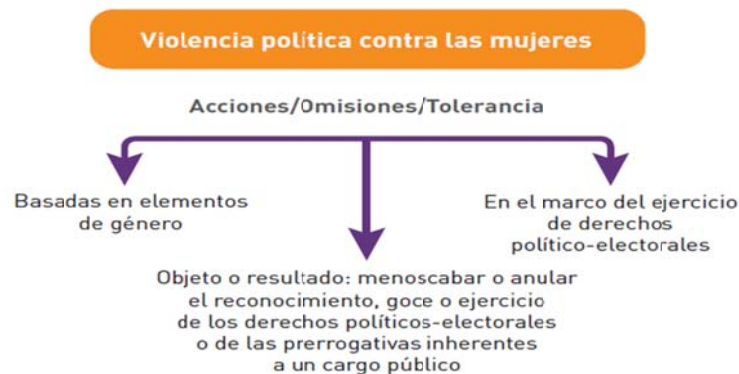 Violencia política contra las mujeres
Acciones/Omisiones/Tolerancia
Basadas en elementos
de género
En el marco del ejercicio
de derechos
político-electorales
Objeto o resultado: menoscabar o anular
el reconocimiento, goce o ejercicio
de los derechos políticos-electorales
o de las prerrogativas inherentes
a un cargo público